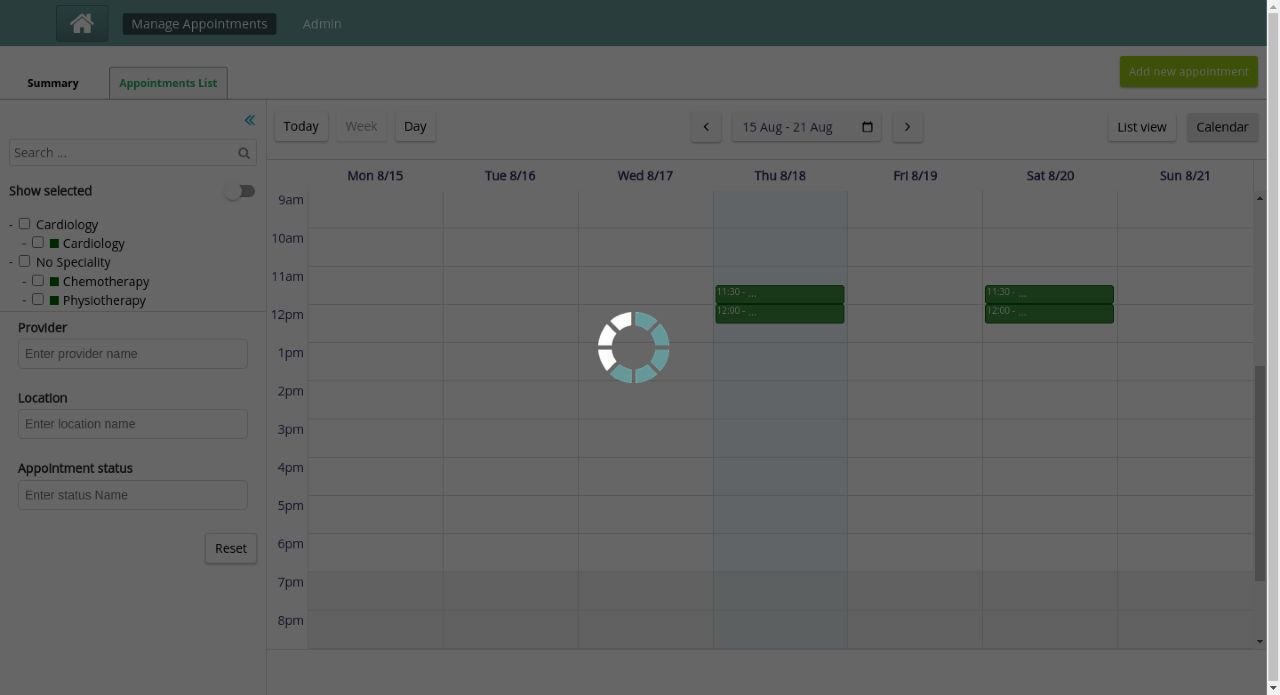 Manage Appointments Admin
Summary Appointments List Add new appointment
Today Week Day 15 Aug - 21 Aug List view Calendar
Search ...
Show selected
- Cardiology
- Cardiology
- No Speciality
- Chemotherapy
- Physiotherapy
Provider
Enter provider name
Location
Enter location name
Appointment status
Enter status Name
Reset
Mon 8/15 Tue 8/16 Wed 8/17 Thu 8/18 Fri 8/19 Sat 8/20 Sun 8/21
9am
10am
11am
11:30 - ... 11:30 - ...
12pm 12:00 - ... 12:00 - ...
1pm
2pm
3pm
4pm
5pm
6pm
7pm
8pm